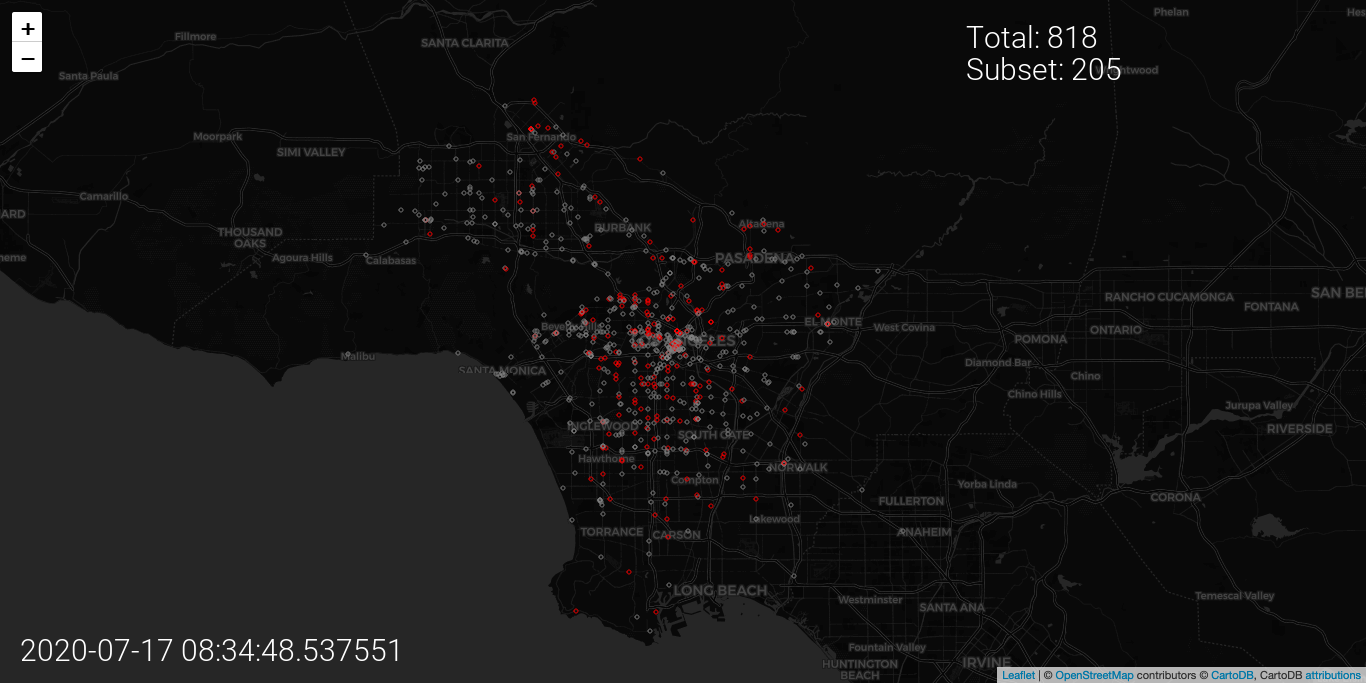 +
−
Total: 818
Subset: 205
Phelan
Hes
Fillmore
SANTA CLARITA
Santa Paula
Moorpark
San Fernando
SIMI VALLEY
Camarillo
ARD
THOUSAND
OAKS
BURBANK
Altadena
PASADENA
Agoura Hills
Calabasas
RANCHO CUCAMONGA
FONTANA
SAN BE
EL MONTE
West Covina
ONTARIO
POMONA
Malibu
SANTA MONICA
Diamond Bar
Chino
Chino Hills
Jurupa Valley
RIVERSIDE
INGLEWOOD
SOUTH GATE
Hawthorne
NORWALK
Compton
Yorba Linda
FULLERTON
CORONA
Lakewood
TORRANCE
CARSON
ANAHEIM
LONG BEACH
Westminster
SANTA ANA
Temescal Valley
Fountain Valley
HUNTINGTON
BEACH
IRVINE
2020-07-17 08:34:48.537551
Leaflet | © OpenStreetMap contributors © CartoDB, CartoDB attributions